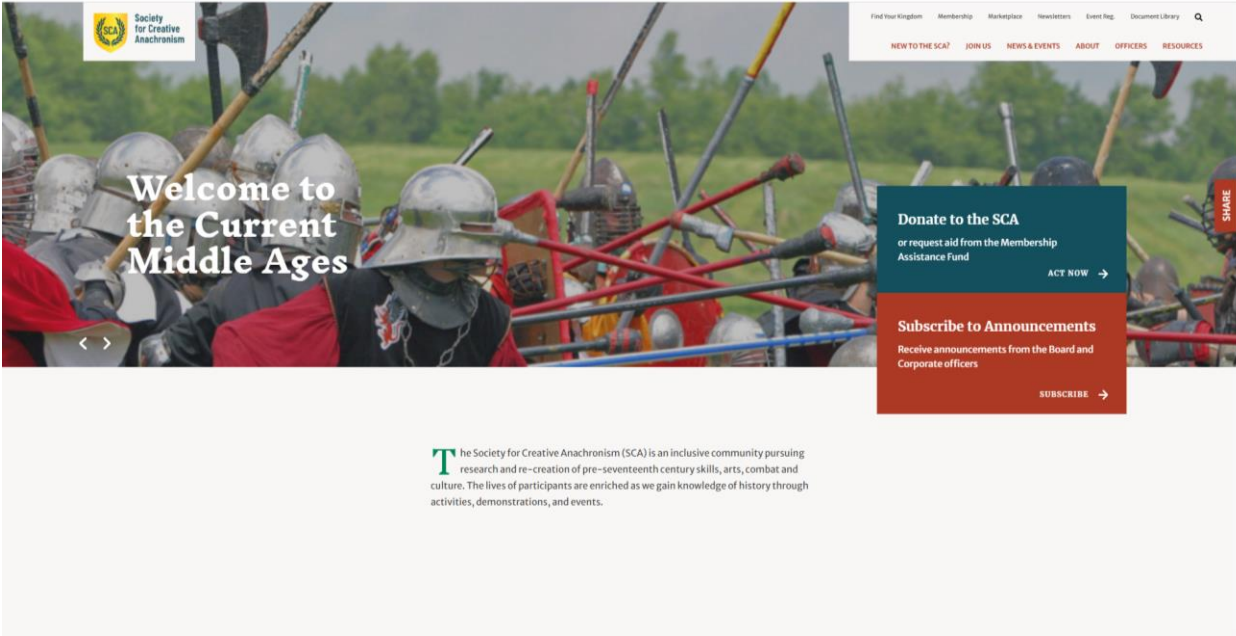 SCA
Society
for Creative
Anachronism
Find Your Kingdom Membership Marketplace Newsletters Event Reg. Document Library
NEW TO THE SCA? JOIN US NEWS & EVENTS ABOUT OFFICERS RESOURCES
Welcome to
the Current
Middle Ages
SHARE
Donate to the SCA
or request aid from the Membership
Assistance Fund
ACT NOW
Subscribe to Announcements
Receive announcements from the Board and
Corporate officers
SUBSCRIBE
The Society for Creative Anachronism (SCA) is an inclusive community pursuing
research and re-creation of pre-seventeenth century skills, arts, combat and
culture. The lives of participants are enriched as we gain knowledge of history through
activities, demonstrations, and events.